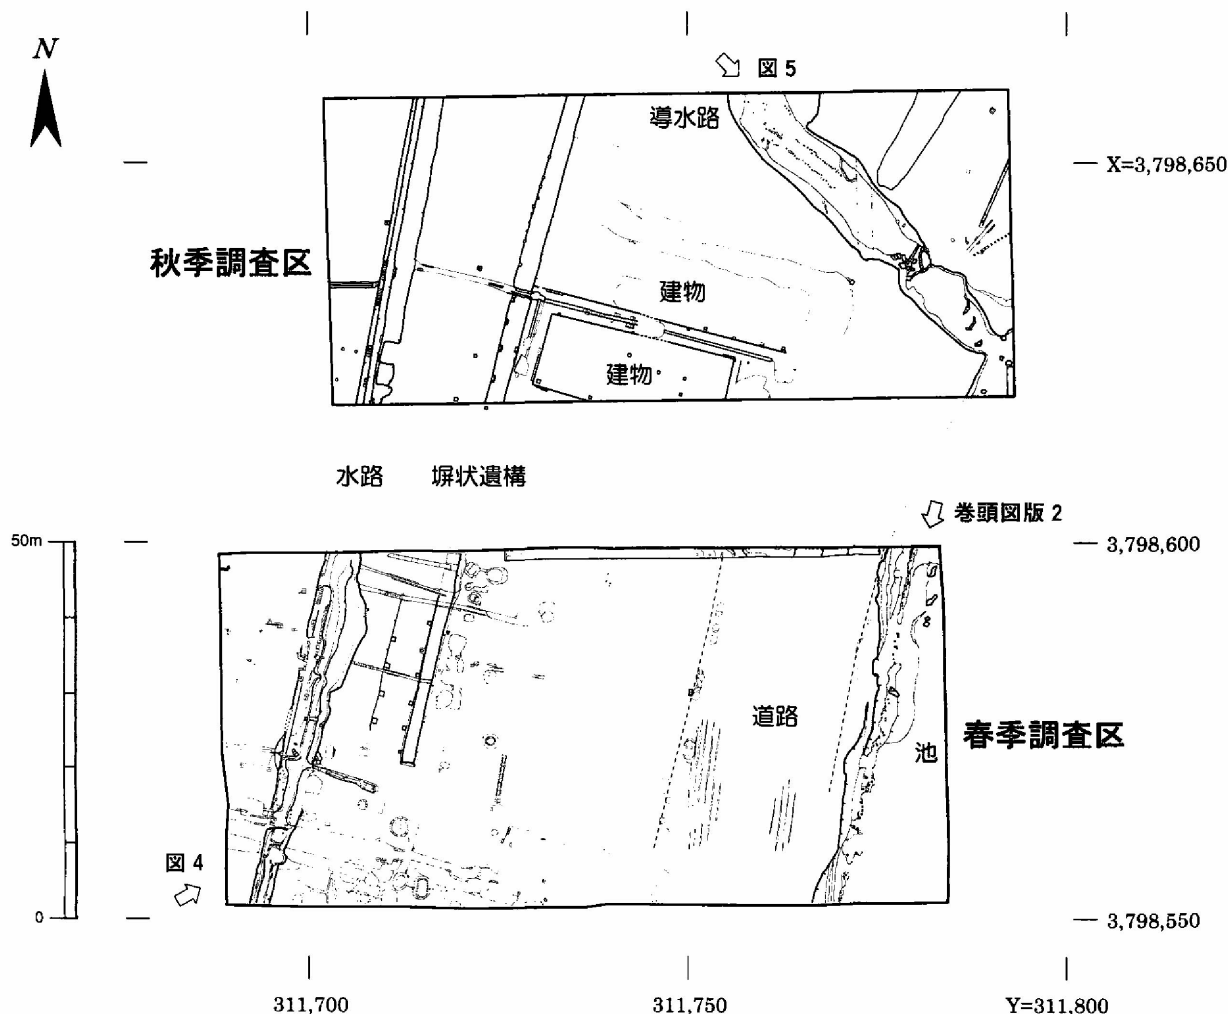 N
図 5
導水路
X=3,798,650
秋季調査区
建物
建物
水路 塀状遺構
巻頭図版 2
50m
3,798,600
道路
春季調査区
池
図 4
0
3,798,550
311,700 311,750 Y=311,800